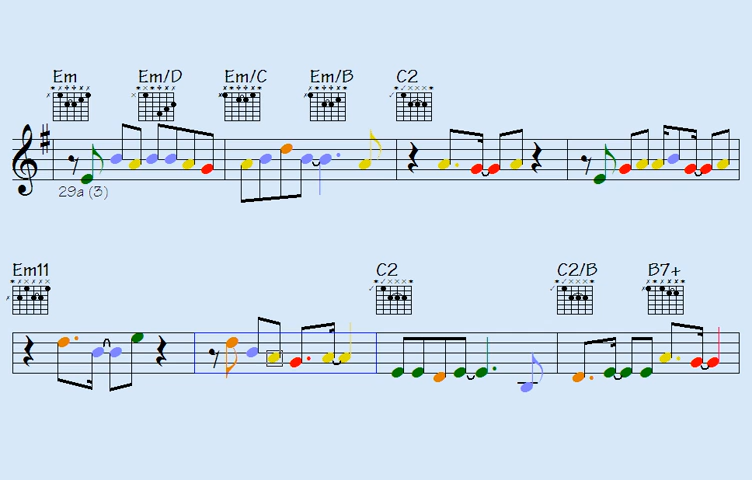 Em Em/D Em/C Em/B C2
29a (3)
Em11 C2 C2/B B7+